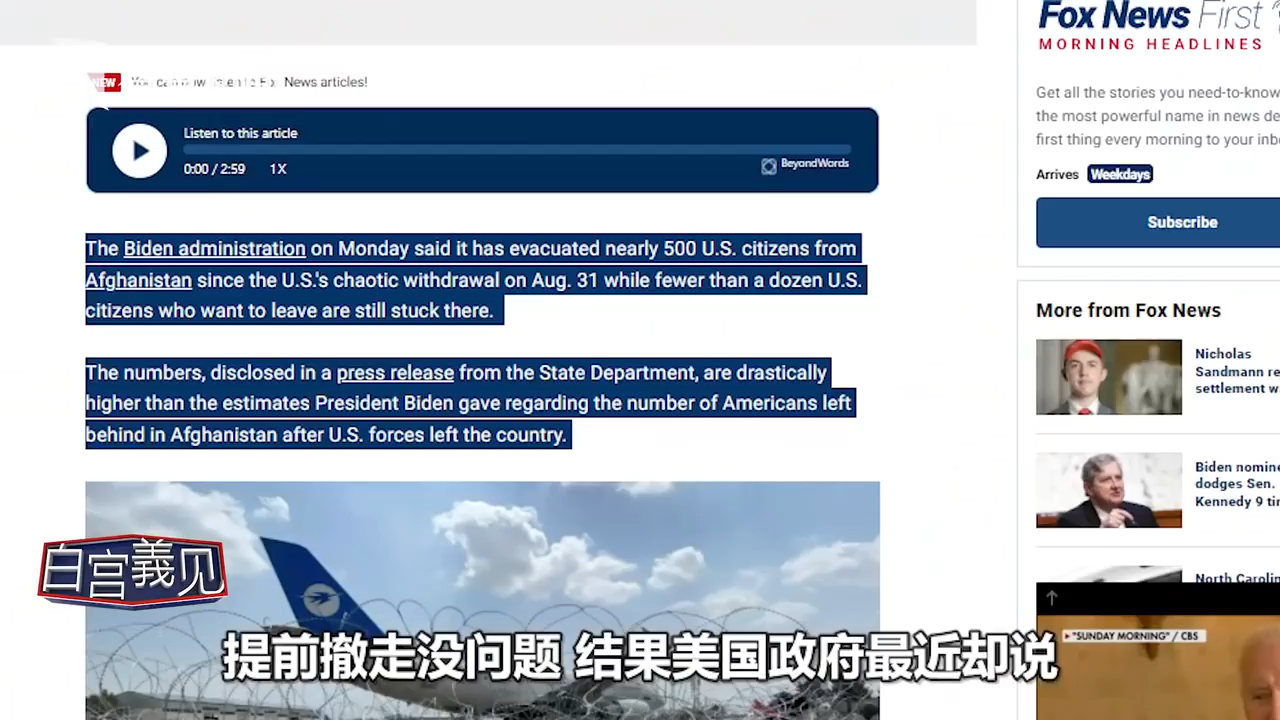 Fox News First
MORNING HEADLINES
NEW
News articles!
Get all the stories you need-to-know
the most powerful name in news de
first thing every morning to your inb
Listen to this article
0:00 / 2:59 1X
BeyondWords
Arrives Weekdays
Subscribe
The Biden administration on Monday said it has evacuated nearly 500 U.S. citizens from
Afghanistan since the U.S.'s chaotic withdrawal on Aug. 31 while fewer than a dozen U.S.
citizens who want to leave are still stuck there.
The numbers, disclosed in a press release from the State Department, are drastically
higher than the estimates President Biden gave regarding the number of Americans left
behind in Afghanistan after U.S. forces left the country.
More from Fox News
Nicholas
Sandmann re
settlement w
Biden nomine
dodges Sen.
Kennedy 9 ti
North Carolin
"SUNDAY MORNING" / CBS
白宫義见
提前撤走没问题 结果美国政府最近却说